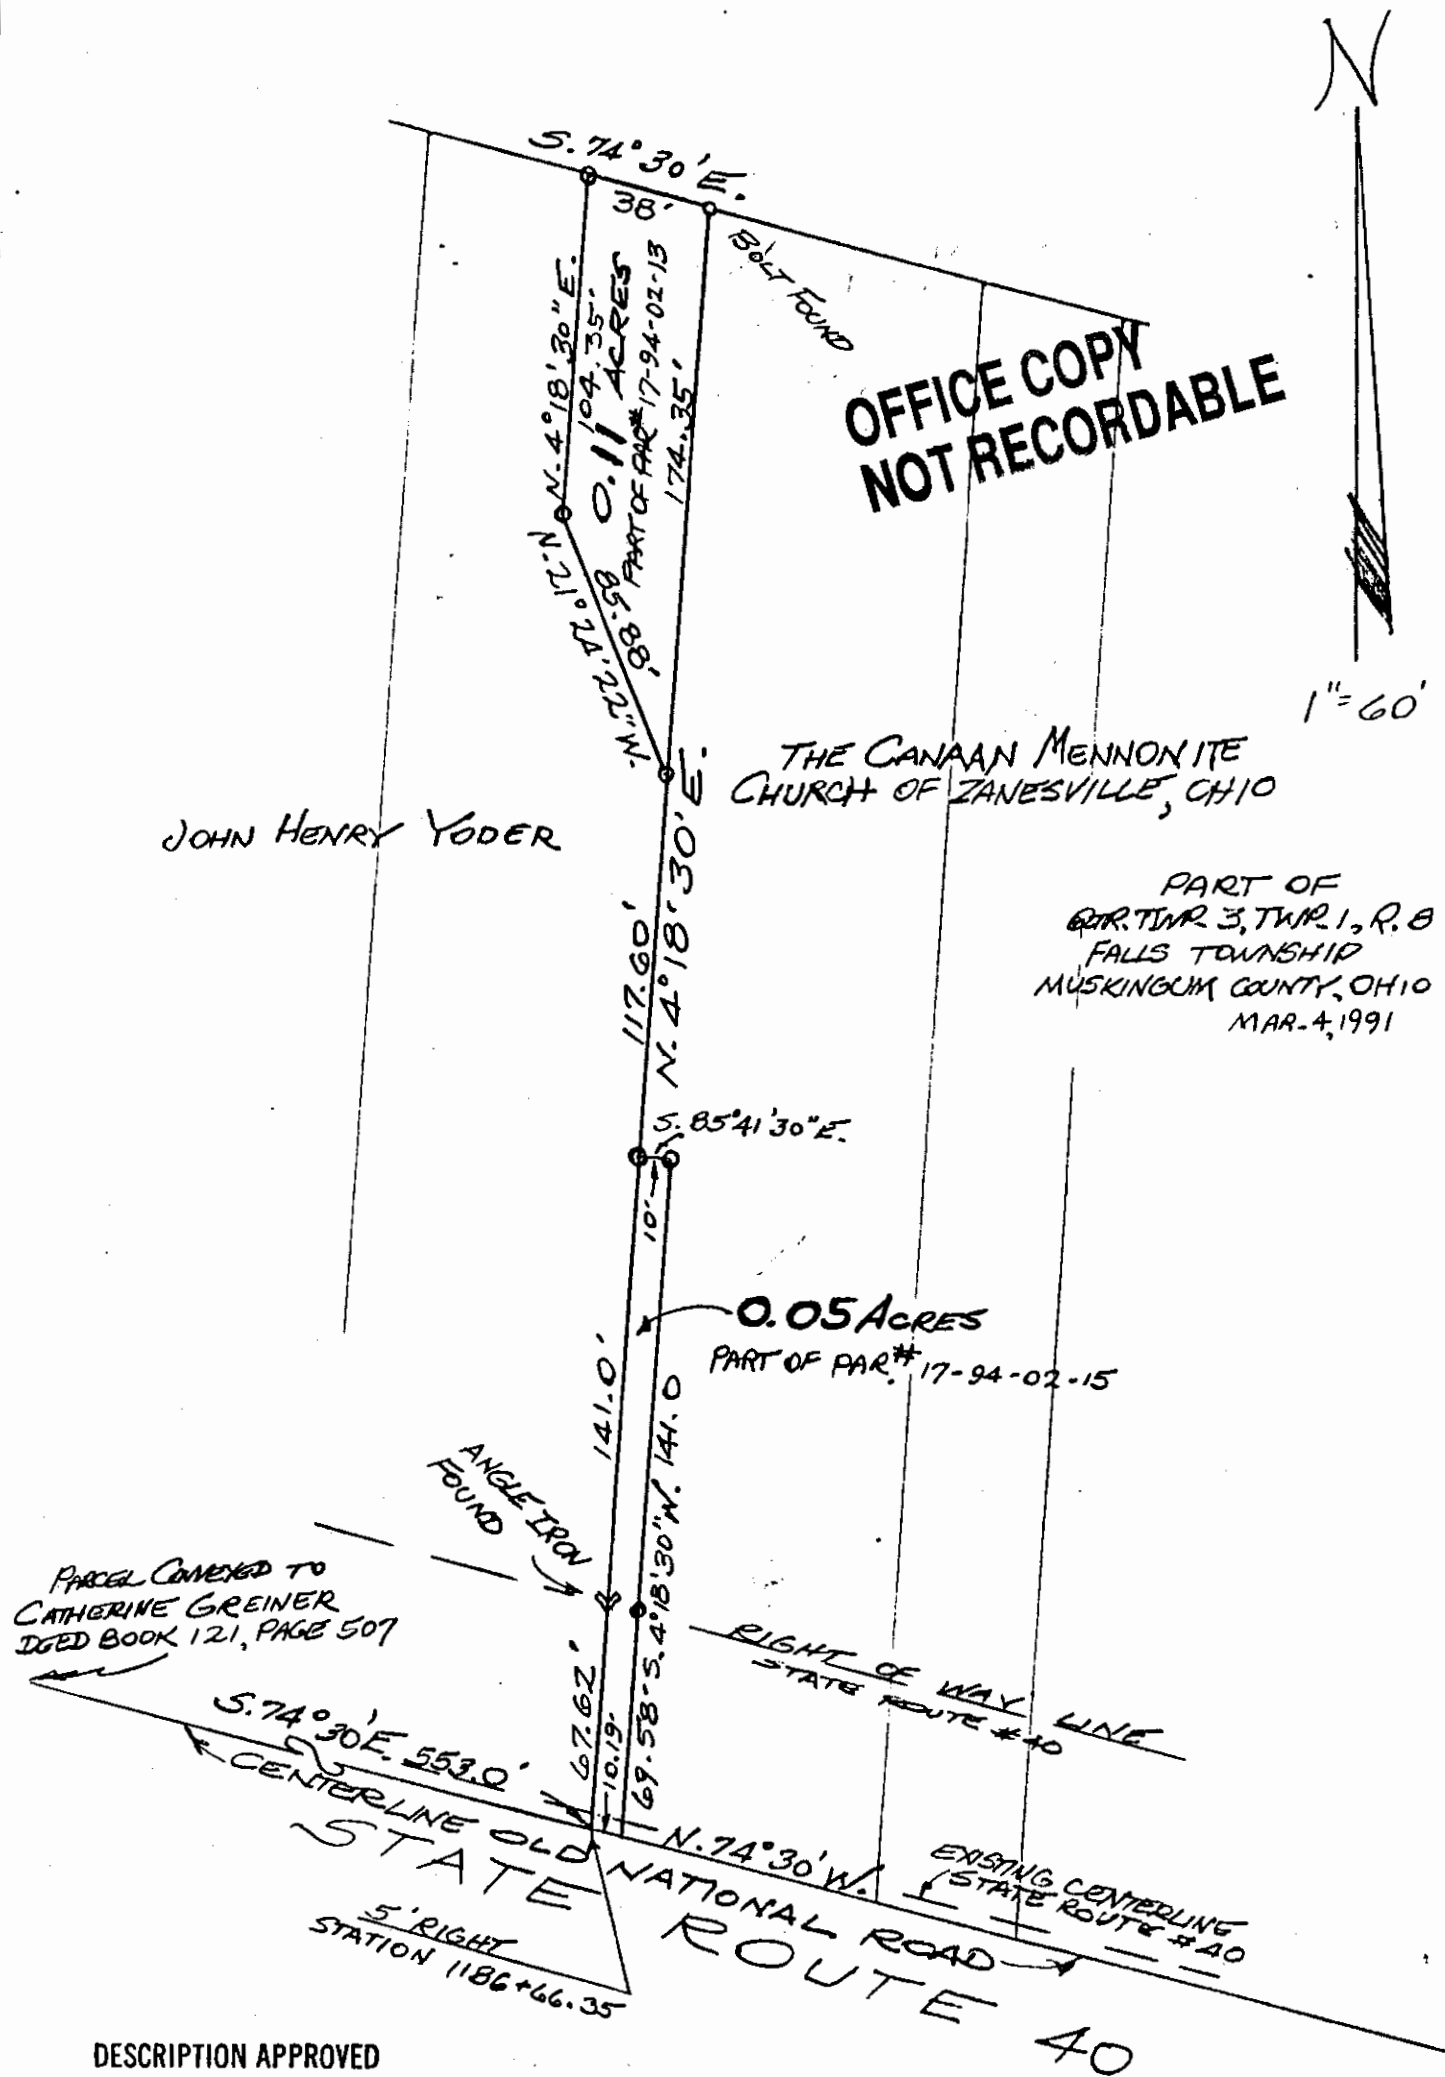 N
S. 74° 30' E.
38'
BOLT FOUND
N. 4° 18' 30" E.
104.35'
0.11 ACRES
PART OF PAR# 17-94-02-13
174.35'
OFFICE COPY
NOT RECORDABLE
N. 21° 24' 22" W.
85.88'
1" = 60'
THE CANAAN MENNONITE
CHURCH OF ZANESVILLE, OHIO
JOHN HENRY YODER
PART OF
QTR. TWP. 3, TWP. 1, R. 8
FALLS TOWNSHIP
MUSKINGUM COUNTY, OHIO
MAR. 4, 1991
117.60'
N. 4° 18' 30' E.
S. 85° 41' 30" E.
10'
0.05 ACRES
PART OF PAR.# 17-94-02-15
141.0'
ANGLE IRON
FOUND
69.58 - S. 4° 18' 30" W. 141.0
PARCEL CONVEYED TO
CATHERINE GREINER
DEED BOOK 121, PAGE 507
RIGHT OF WAY LINE
STATE ROUTE # 40
67.62'
10.19
S. 74° 30' E. 553.0'
CENTERLINE OLD NATIONAL ROAD
N. 74° 30' W.
EXISTING CENTERLINE
STATE ROUTE # 40
STATE ROUTE 40
5' RIGHT
STATION 1186+66.35
DESCRIPTION APPROVED